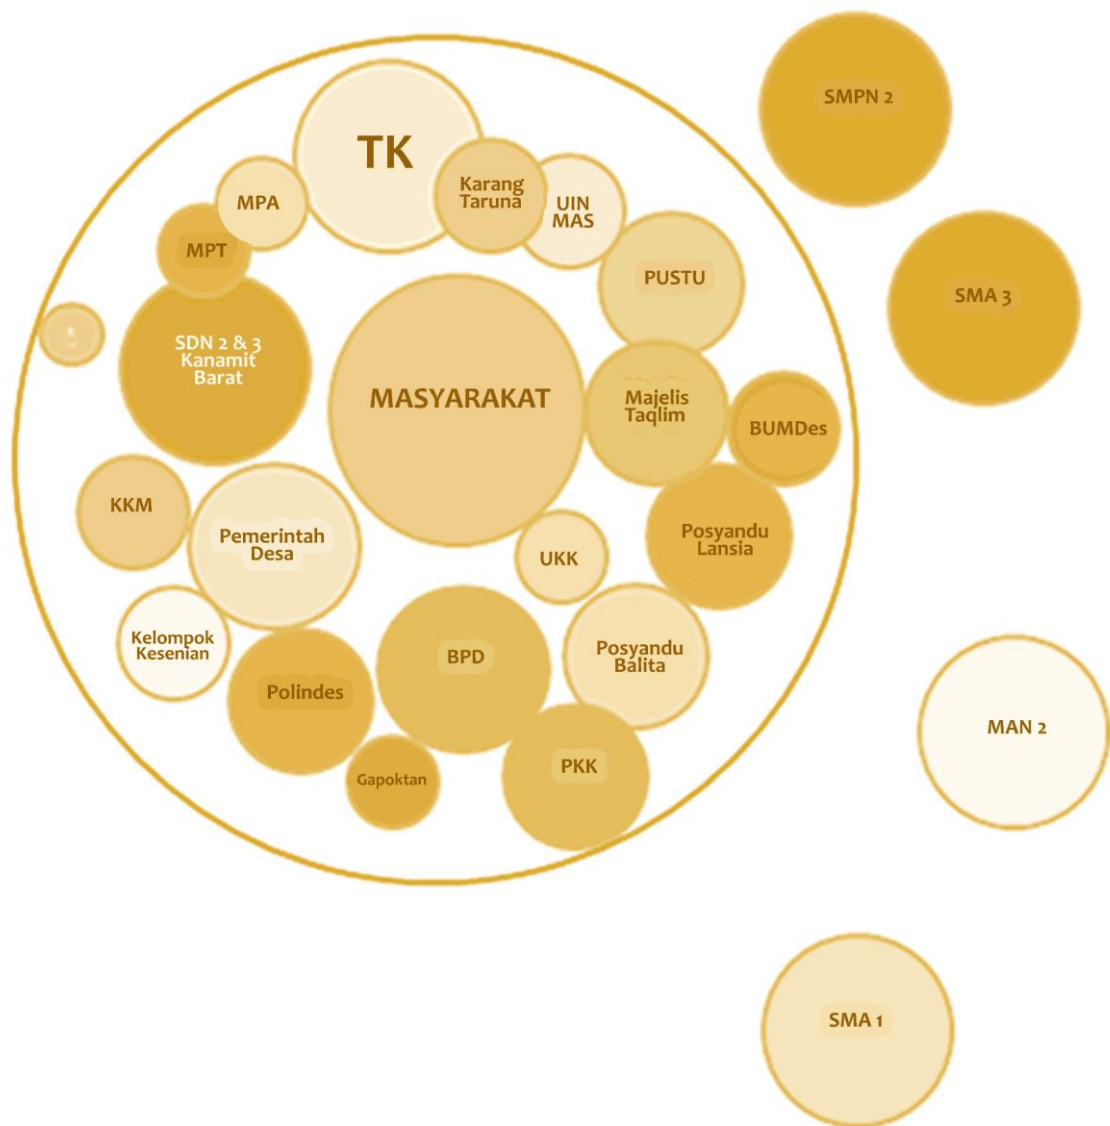 SMPN 2
TK
Karang
Taruna
MPA
UIN
MAS
MPT
PUSTU
SMA 3
SDN 2 & 3
Kanamit
Barat
MASYARAKAT
Majelis
Taqlim
BUMDes
KKM
Pemerintah
Desa
UKK
Posyandu
Lansia
Kelompok
Kesenian
BPD
Posyandu
Balita
Polindes
MAN 2
PKK
Gapoktan
SMA 1